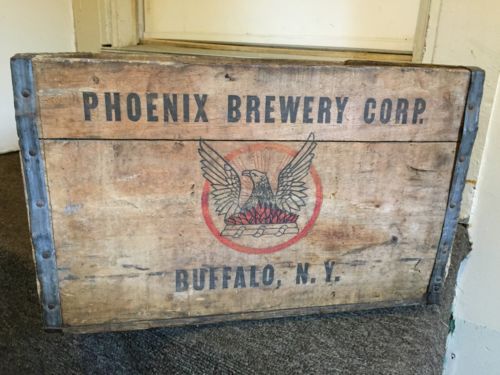 PHOENIX BREWERY CORP.
BUFFALO, N.Y.